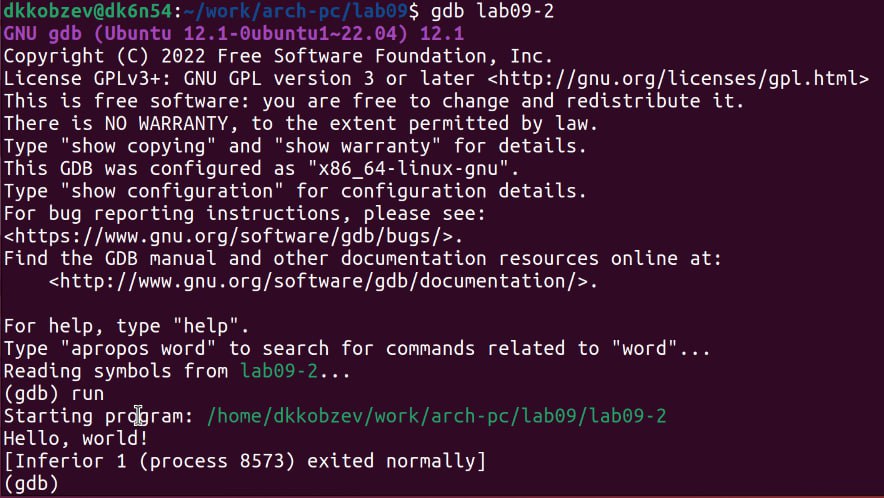 dkkobzev@dk6n54:~/work/arch-pc/lab09$ gdb lab09-2
GNU gdb (Ubuntu 12.1-0ubuntu1~22.04) 12.1
Copyright (C) 2022 Free Software Foundation, Inc.
License GPLv3+: GNU GPL version 3 or later <http://gnu.org/licenses/gpl.html>
This is free software: you are free to change and redistribute it.
There is NO WARRANTY, to the extent permitted by law.
Type "show copying" and "show warranty" for details.
This GDB was configured as "x86_64-linux-gnu".
Type "show configuration" for configuration details.
For bug reporting instructions, please see:
<https://www.gnu.org/software/gdb/bugs/>.
Find the GDB manual and other documentation resources online at:
    <http://www.gnu.org/software/gdb/documentation/>.

For help, type "help".
Type "apropos word" to search for commands related to "word"...
Reading symbols from lab09-2...
(gdb) run
Starting program: /home/dkkobzev/work/arch-pc/lab09/lab09-2
Hello, world!
[Inferior 1 (process 8573) exited normally]
(gdb)